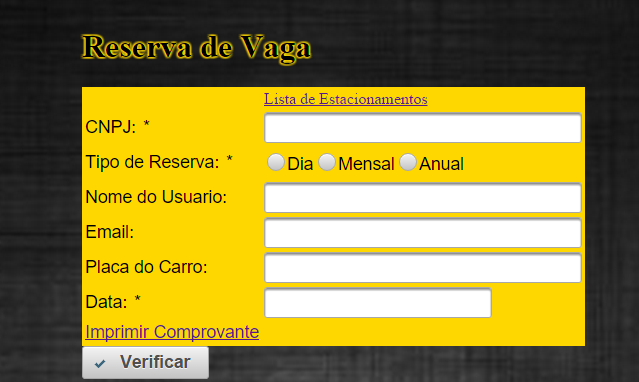 Reserva de Vaga
Lista de Estacionamentos
CNPJ: *
Tipo de Reserva: * Dia Mensal Anual
Nome do Usuario:
Email:
Placa do Carro:
Data: *
Imprimir Comprovante
Verificar